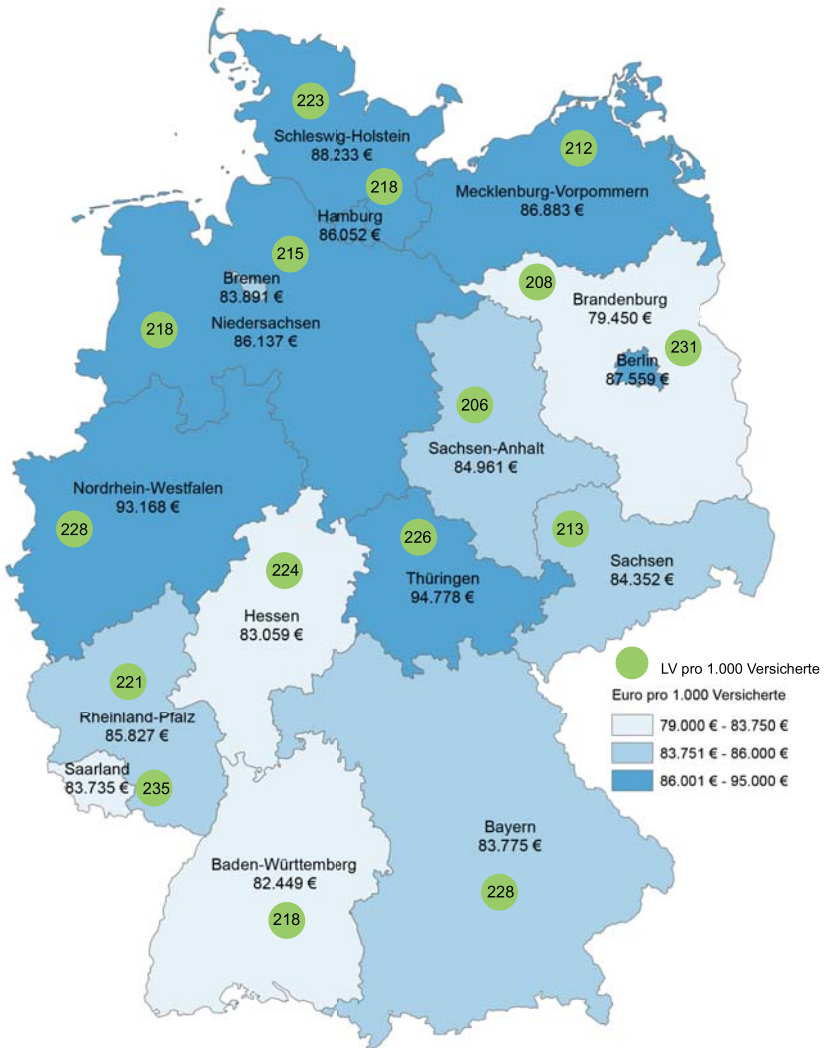 223
Schleswig-Holstein
88.233 €
212
Mecklenburg-Vorpommern
86.883 €
218
Hamburg
86.052 €
215
Bremen
83.891 €
218
Niedersachsen
86.137 €
208
Brandenburg
79.450 €
231
Berlin
87.559 €
206
Sachsen-Anhalt
84.961 €
Nordrhein-Westfalen
93.168 €
228
226
Thüringen
94.778 €
213
Sachsen
84.352 €
224
Hessen
83.059 €
221
Rheinland-Pfalz
85.827 €
Saarland
83.735 €
235
Baden-Württemberg
82.449 €
218
Bayern
83.775 €
228
LV pro 1.000 Versicherte
Euro pro 1.000 Versicherte
79.000 € - 83.750 €
83.751 € - 86.000 €
86.001 € - 95.000 €